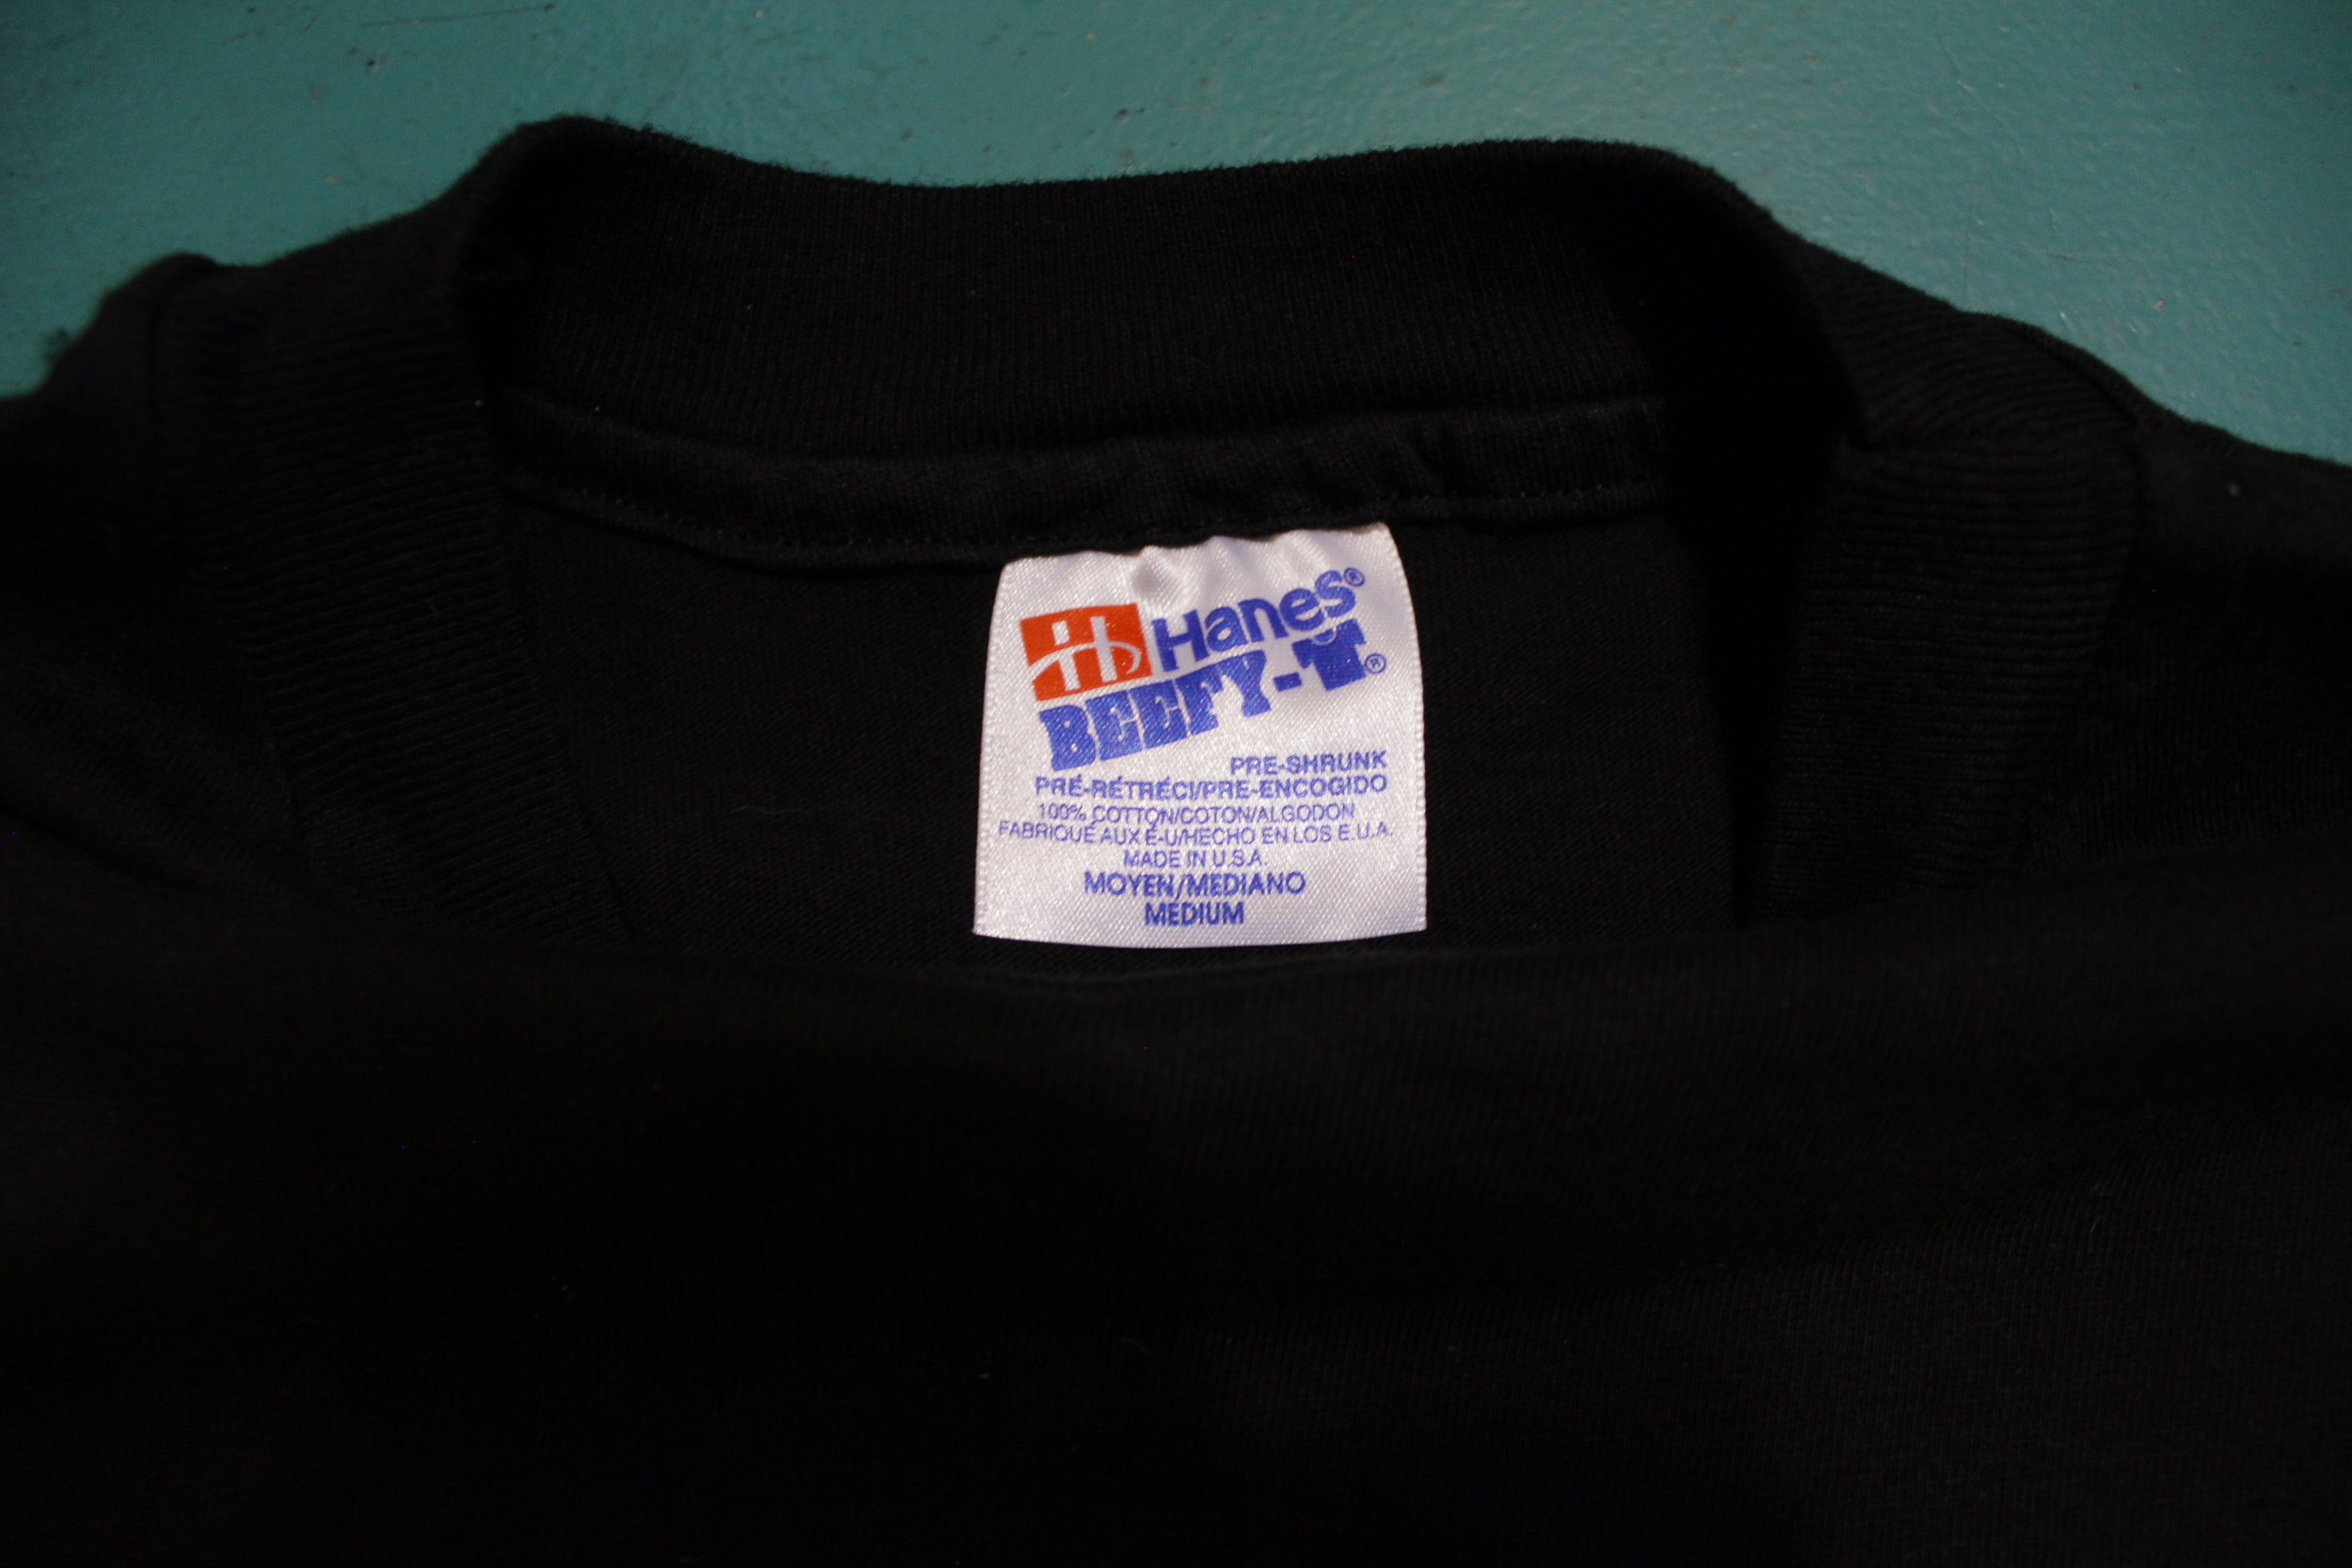 Hanes®
BEEFY-T®
PRE-SHRUNK
PRÉ-RÉTRÉCI/PRE-ENCOGIDO
100% COTTON/COTON/ALGODON
FABRIQUÉ AUX É-U/HECHO EN LOS E.U.A.
MADE IN U.S.A.
MOYEN/MEDIANO
MEDIUM